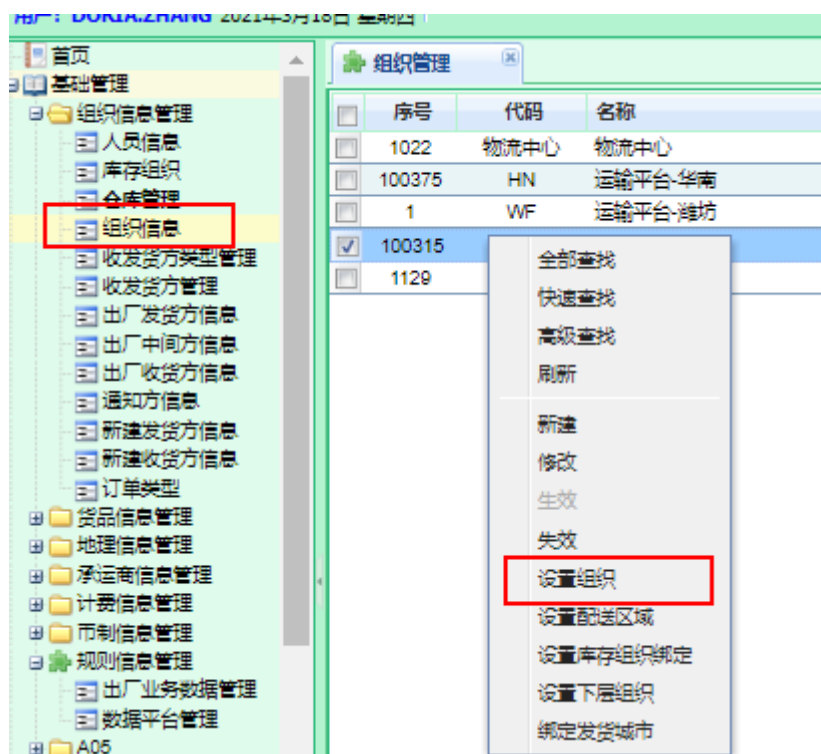 用户：DORIA.ZHANG 2021年3月18日 星期四
首页
基础管理
组织信息管理
人员信息
库存组织
仓库管理
组织信息
收发货方类型管理
收发货方管理
出厂发货方信息
出厂中间方信息
出厂收货方信息
通知方信息
新建发货方信息
新建收货方信息
订单类型
货品信息管理
地理信息管理
承运商信息管理
计费信息管理
币制信息管理
规则信息管理
出厂业务数据管理
数据平台管理
A05
组织管理
序号 代码 名称
1022 物流中心 物流中心
100375 HN 运输平台-华南
1 WF 运输平台-潍坊
100315
1129
全部查找
快速查找
高级查找
刷新
新建
修改
生效
失效
设置组织
设置配送区域
设置库存组织绑定
设置下层组织
绑定发货城市